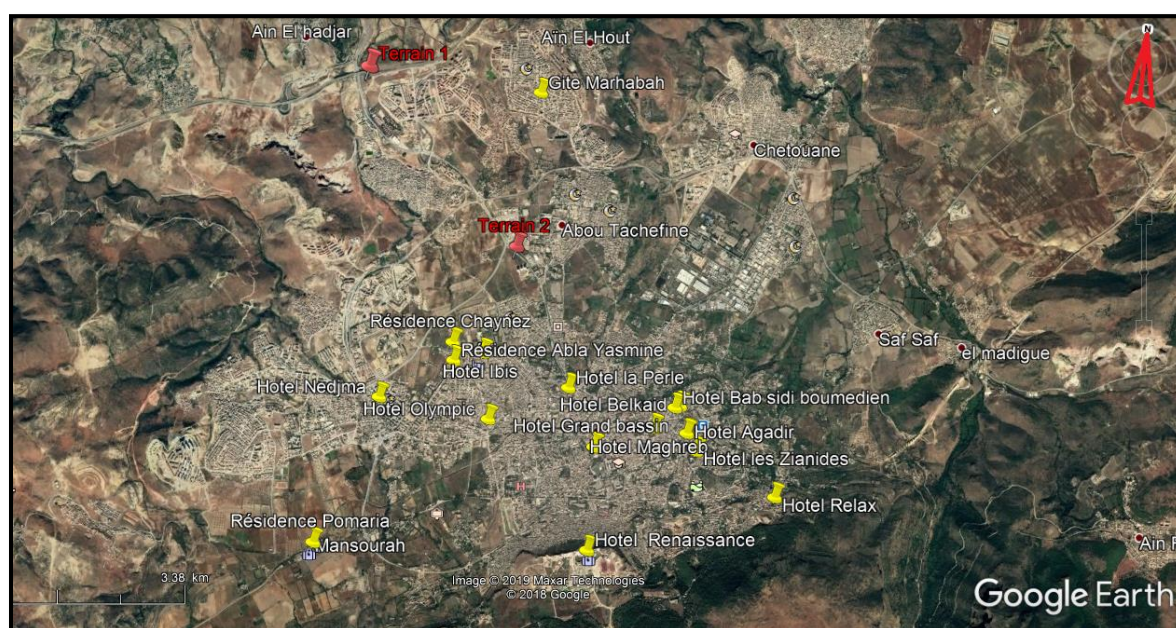 Ain El hadjar
Terrain 1
Aïn El Hout
N
Gite Marhabah
Chetouane
Terrain 2
Abou Tachefine
Résidence Chaynez
Résidence Abla Yasmine
Saf Saf
el madigue
Hotel Ibis
Hotel Nedjma
Hotel la Perle
Hotel Bab sidi boumedien
Hotel Olympic
Hotel Belkaid
Hotel Grand bassin
Hotel Agadir
Hotel Maghreb
Hotel les Zianides
Hotel Relax
Résidence Pomaria
Mansourah
Hotel Renaissance
3.38 km
Image © 2019 Maxar Technologies
© 2018 Google
Google Earth